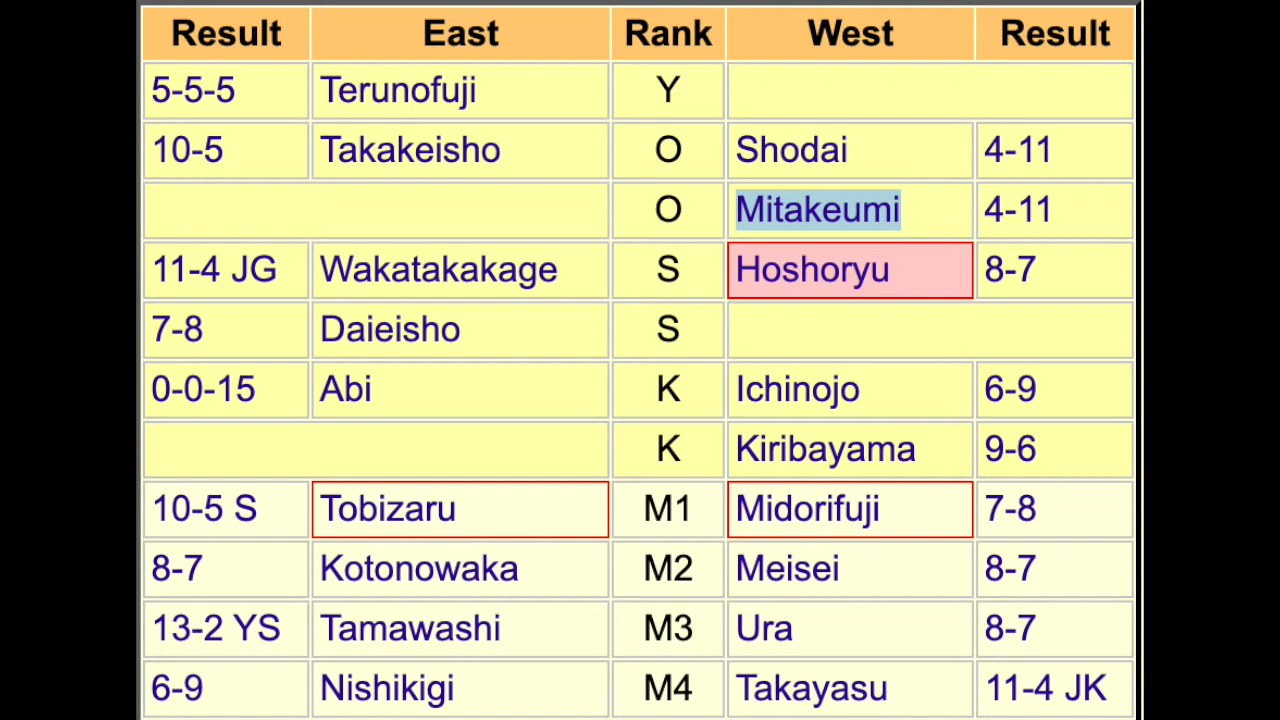 Result East Rank West Result
5-5-5 Terunofuji Y
10-5 Takakeisho O Shodai 4-11
O Mitakeumi 4-11
11-4 JG Wakatakakage S Hoshoryu 8-7
7-8 Daieisho S
0-0-15 Abi K Ichinojo 6-9
K Kiribayama 9-6
10-5 S Tobizaru M1 Midorifuji 7-8
8-7 Kotonowaka M2 Meisei 8-7
13-2 YS Tamawashi M3 Ura 8-7
6-9 Nishikigi M4 Takayasu 11-4 JK